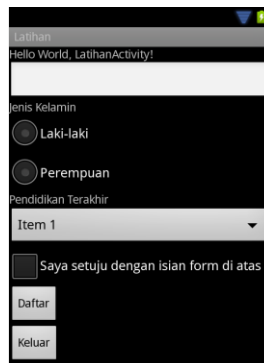 Latihan
Hello World, LatihanActivity!
Jenis Kelamin
Laki-laki
Perempuan
Pendidikan Terakhir
Item 1
Saya setuju dengan isian form di atas
Daftar
Keluar